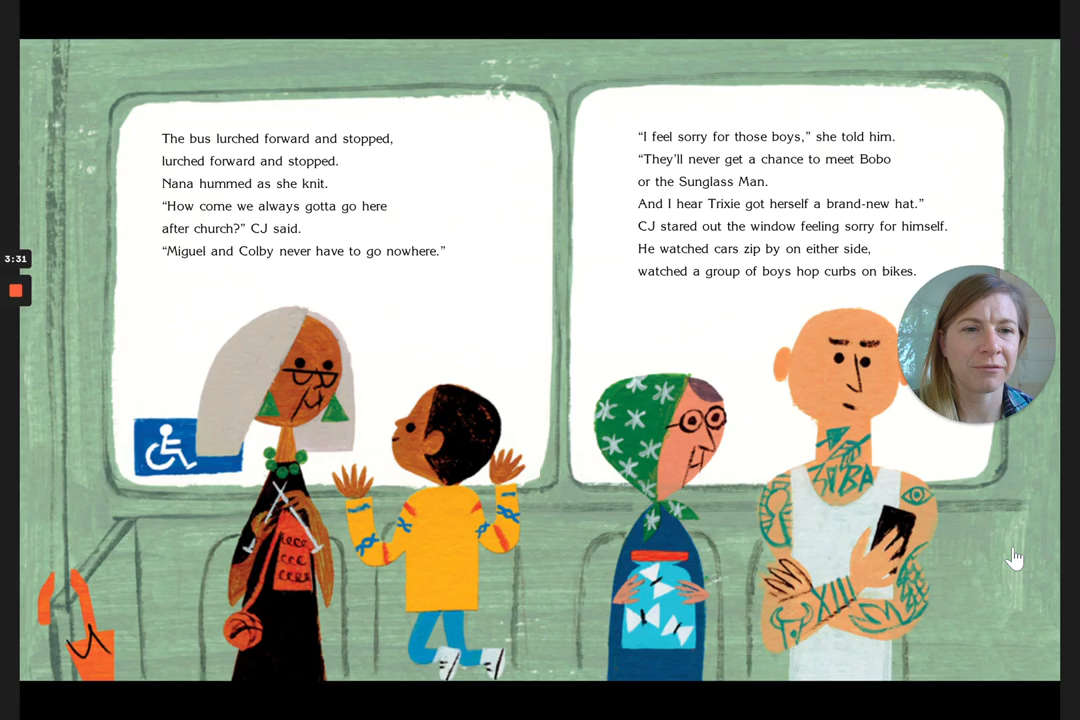 The bus lurched forward and stopped,
lurched forward and stopped.
Nana hummed as she knit.
“How come we always gotta go here
after church?” CJ said.
“Miguel and Colby never have to go nowhere.”
“I feel sorry for those boys,” she told him.
“They’ll never get a chance to meet Bobo
or the Sunglass Man.
And I hear Trixie got herself a brand-new hat.”
CJ stared out the window feeling sorry for himself.
He watched cars zip by on either side,
watched a group of boys hop curbs on bikes.
3:31
XIII